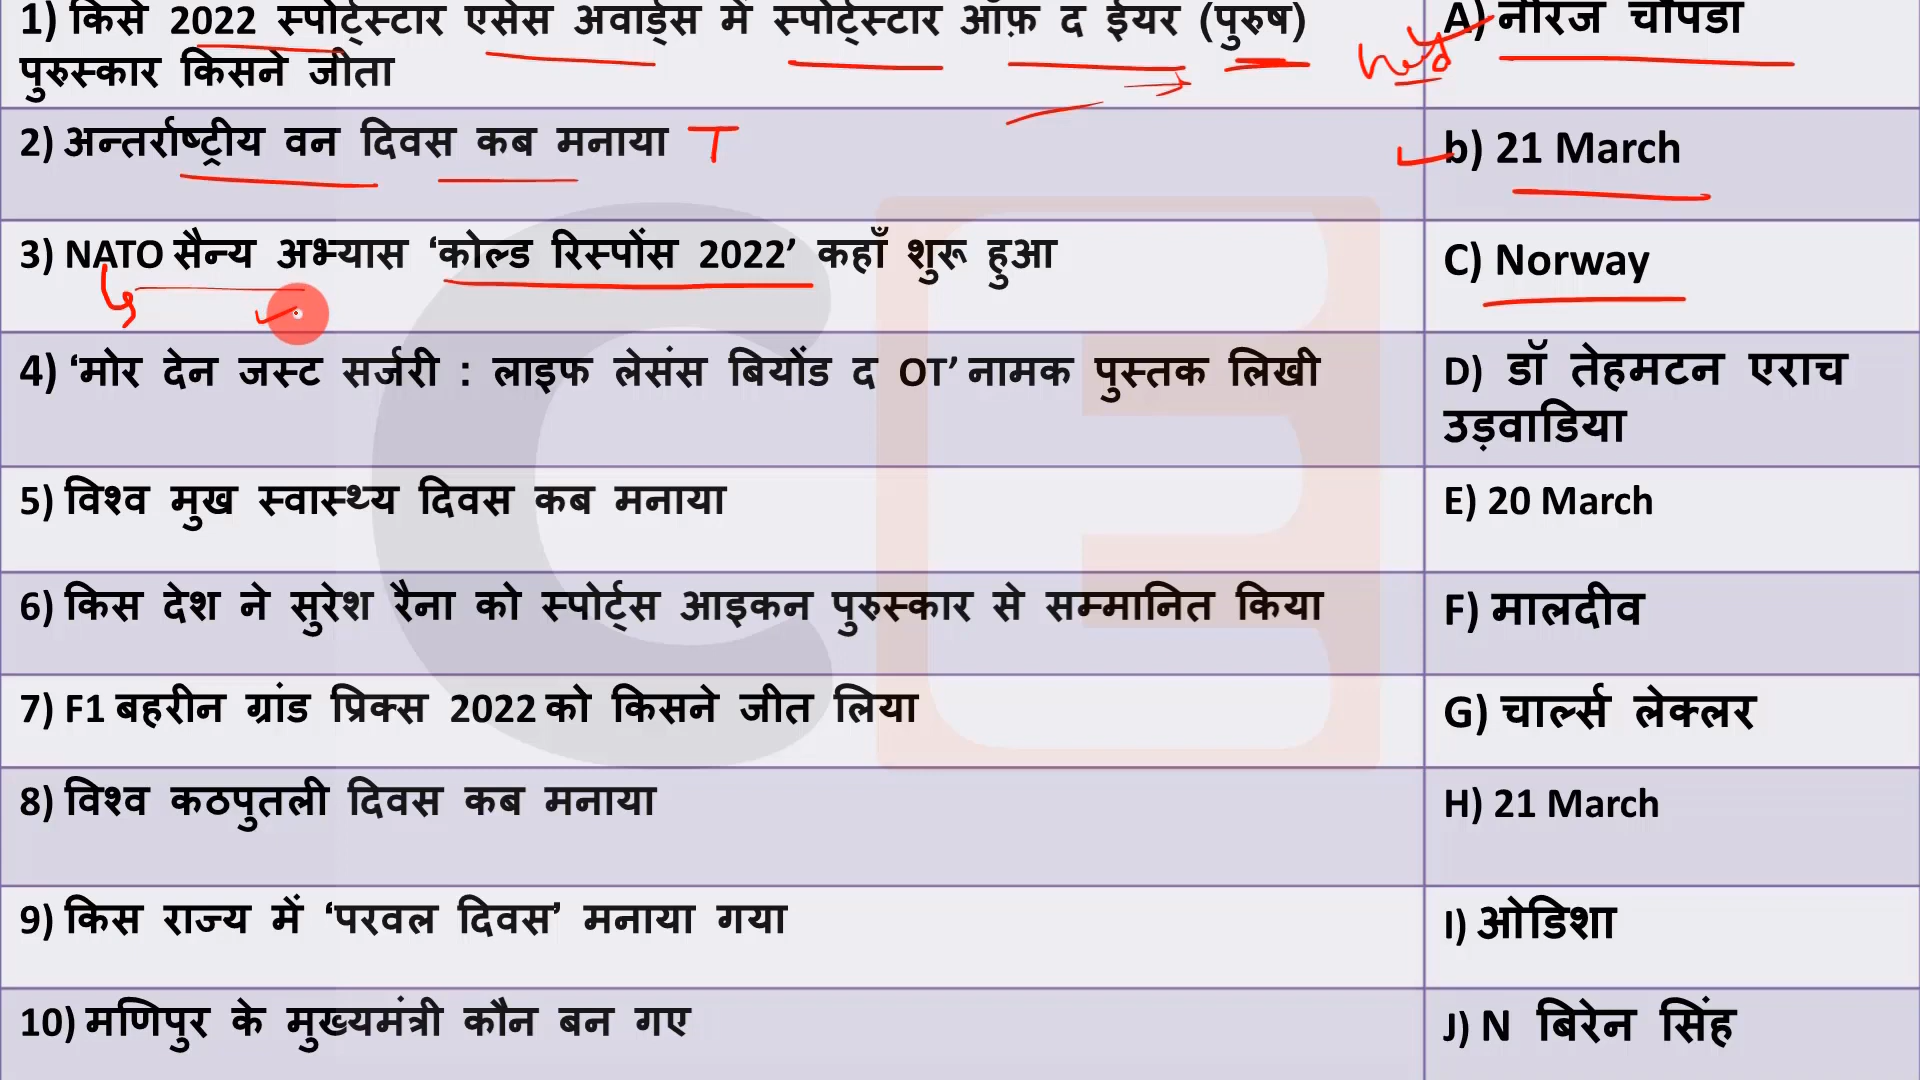 1) किसे 2022 स्पोर्ट्स्टार एसेस अवार्ड्स में स्पोर्ट्स्टार ऑफ़ द ईयर (पुरुष)
पुरुस्कार किसने जीता
A) नीरज चोपडा
2) अन्तर्राष्ट्रीय वन दिवस कब मनाया
b) 21 March
3) NATO सैन्य अभ्यास ‘कोल्ड रिस्पोंस 2022’ कहाँ शुरू हुआ
C) Norway
4) ‘मोर देन जस्ट सर्जरी : लाइफ लेसंस बियोंड द OT’ नामक पुस्तक लिखी
D) डॉ तेहमटन एराच
उड़वाडिया
5) विश्व मुख स्वास्थ्य दिवस कब मनाया
E) 20 March
6) किस देश ने सुरेश रैना को स्पोर्ट्स आइकन पुरुस्कार से सम्मानित किया
F) मालदीव
7) F1 बहरीन ग्रांड प्रिक्स 2022 को किसने जीत लिया
G) चार्ल्स लेक्लर
8) विश्व कठपुतली दिवस कब मनाया
H) 21 March
9) किस राज्य में ‘परवल दिवस’ मनाया गया
I) ओडिशा
10) मणिपुर के मुख्यमंत्री कौन बन गए
J) N बिरेन सिंह